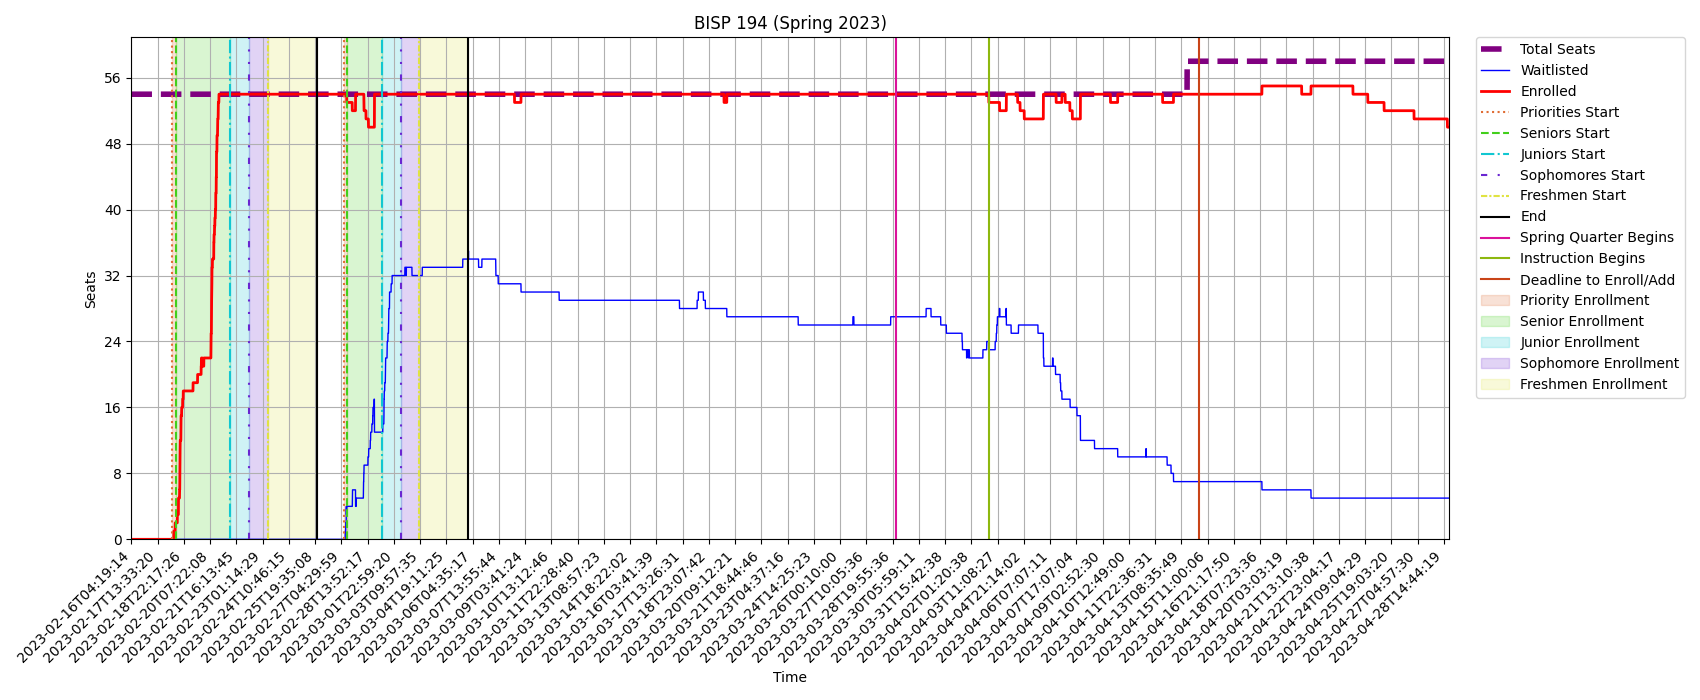 BISP 194 (Spring 2023)
Seats
56
48
40
32
24
16
8
0
2023-02-16T04:19:14
2023-02-17T13:33:20
2023-02-18T22:17:26
2023-02-20T07:22:08
2023-02-21T16:13:45
2023-02-23T01:14:29
2023-02-24T10:46:15
2023-02-25T19:35:08
2023-02-27T04:29:59
2023-02-28T13:52:17
2023-03-01T22:59:20
2023-03-03T09:57:35
2023-03-04T19:11:25
2023-03-06T04:35:17
2023-03-07T13:55:44
2023-03-09T03:41:24
2023-03-10T13:12:46
2023-03-11T22:28:40
2023-03-13T08:57:23
2023-03-14T18:22:02
2023-03-16T03:41:39
2023-03-17T13:26:31
2023-03-18T23:07:42
2023-03-20T09:12:21
2023-03-21T18:44:46
2023-03-23T04:37:16
2023-03-24T14:25:23
2023-03-26T00:10:00
2023-03-27T10:05:36
2023-03-28T19:55:36
2023-03-30T05:59:11
2023-03-31T15:42:38
2023-04-02T01:20:38
2023-04-03T11:08:27
2023-04-04T21:14:02
2023-04-06T07:07:11
2023-04-07T17:07:04
2023-04-09T02:52:30
2023-04-10T12:49:00
2023-04-11T22:36:31
2023-04-13T08:35:49
2023-04-15T11:00:06
2023-04-16T21:17:50
2023-04-18T07:23:36
2023-04-20T03:03:19
2023-04-21T13:10:38
2023-04-22T23:04:17
2023-04-24T09:04:29
2023-04-25T19:03:20
2023-04-27T04:57:30
2023-04-28T14:44:19
Time
Total Seats
Waitlisted
Enrolled
Priorities Start
Seniors Start
Juniors Start
Sophomores Start
Freshmen Start
End
Spring Quarter Begins
Instruction Begins
Deadline to Enroll/Add
Priority Enrollment
Senior Enrollment
Junior Enrollment
Sophomore Enrollment
Freshmen Enrollment